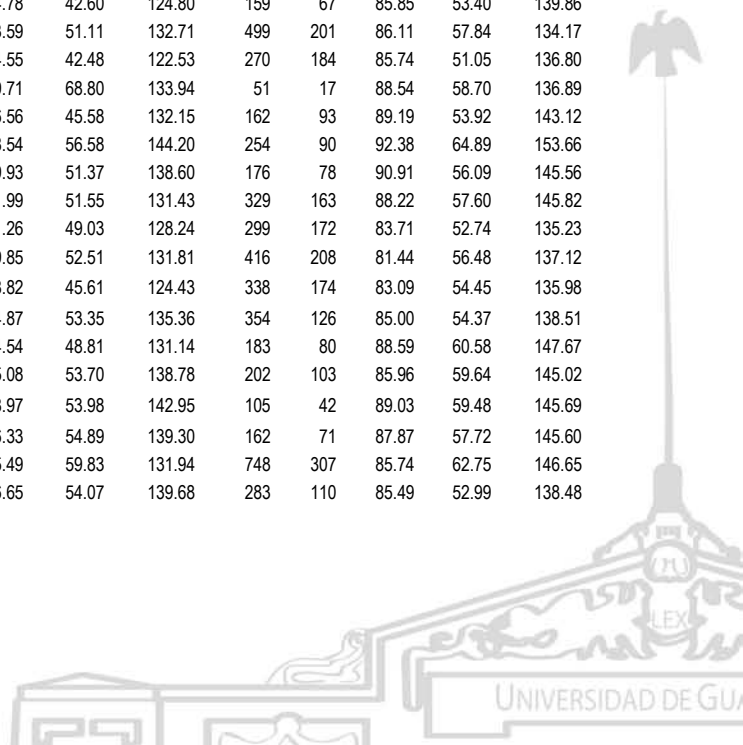 .78 42.60 124.80 159 67 85.85 53.40 139.86
.59 51.11 132.71 499 201 86.11 57.84 134.17
.55 42.48 122.53 270 184 85.74 51.05 136.80
.71 68.80 133.94 51 17 88.54 58.70 136.89
.56 45.58 132.15 162 93 89.19 53.92 143.12
.54 56.58 144.20 254 90 92.38 64.89 153.66
.93 51.37 138.60 176 78 90.91 56.09 145.56
.99 51.55 131.43 329 163 88.22 57.60 145.82
.26 49.03 128.24 299 172 83.71 52.74 135.23
.85 52.51 131.81 416 208 81.44 56.48 137.12
.82 45.61 124.43 338 174 83.09 54.45 135.98
.87 53.35 135.36 354 126 85.00 54.37 138.51
.54 48.81 131.14 183 80 88.59 60.58 147.67
.08 53.70 138.78 202 103 85.96 59.64 145.02
.97 53.98 142.95 105 42 89.03 59.48 145.69
.33 54.89 139.30 162 71 87.87 57.72 145.60
.49 59.83 131.94 748 307 85.74 62.75 146.65
.65 54.07 139.68 283 110 85.49 52.99 138.48
LEX
UNIVERSIDAD DE GUA